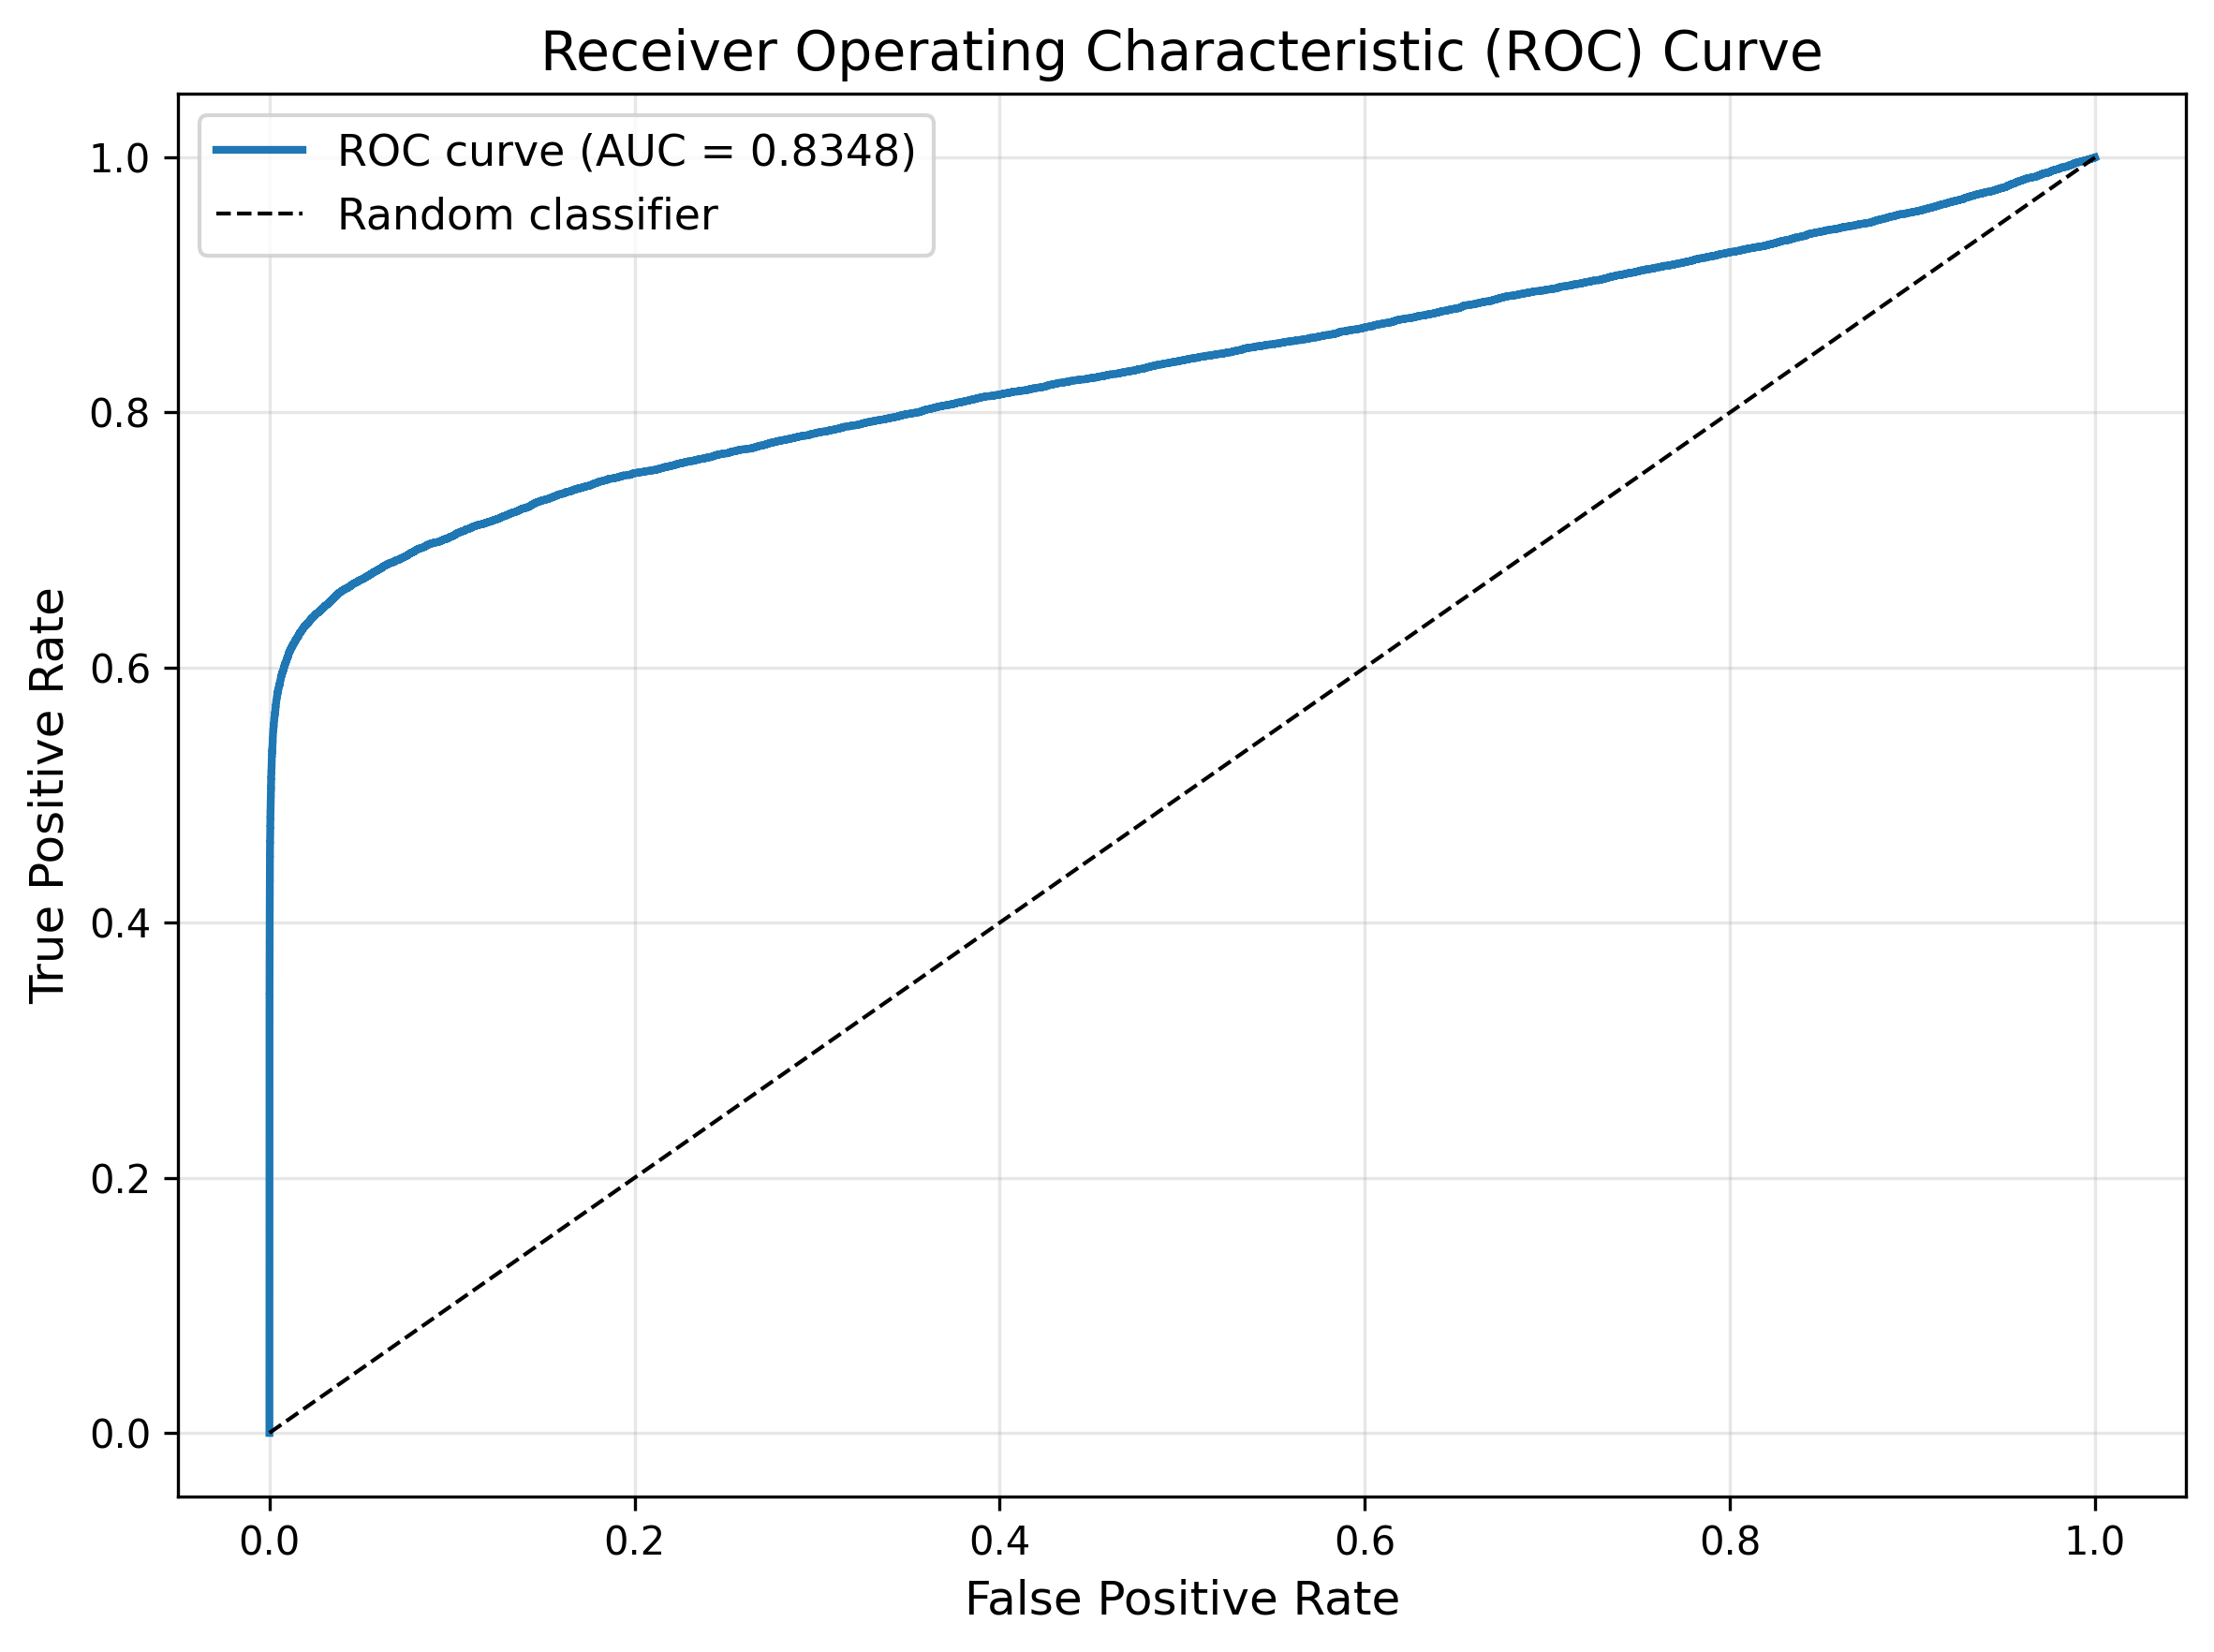 Receiver Operating Characteristic (ROC) Curve
ROC curve (AUC = 0.8348)
Random classifier
True Positive Rate
1.0
0.8
0.6
0.4
0.2
0.0
0.0 0.2 0.4 0.6 0.8 1.0
False Positive Rate